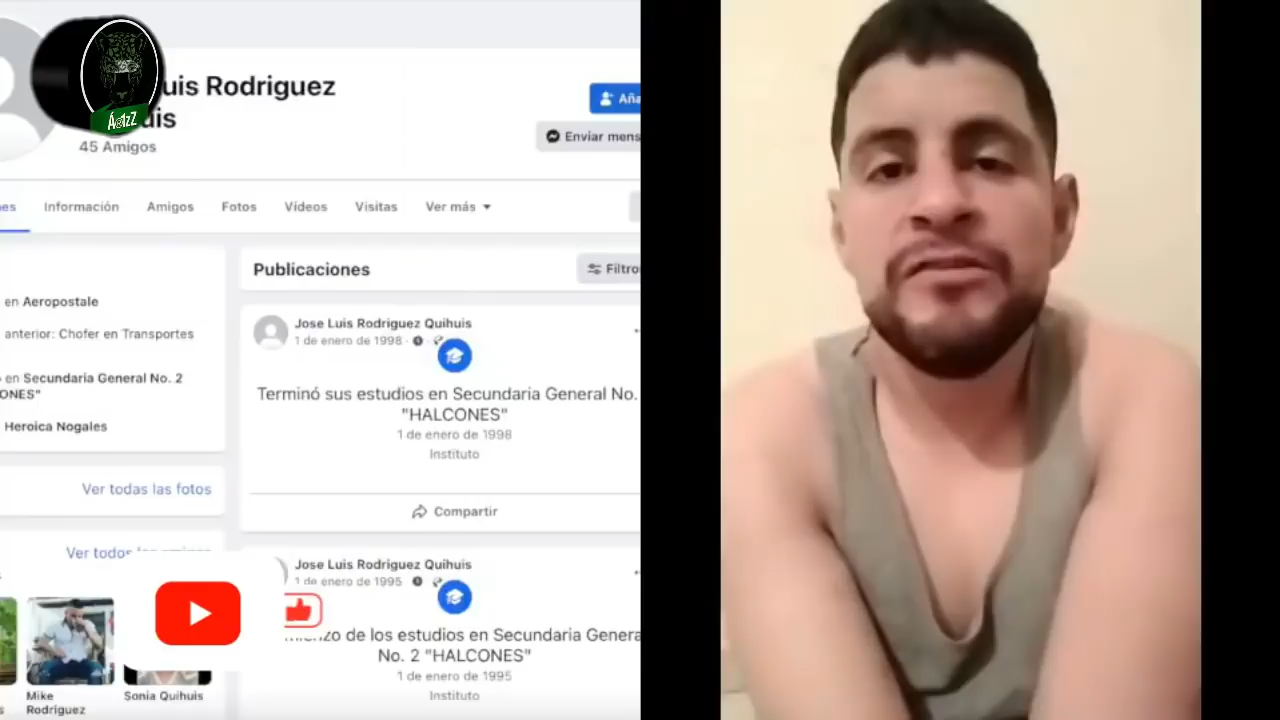 uis Rodriguez
uis
45 Amigos
Aña
Enviar mens
es
Información
Amigos
Fotos
Vídeos
Visitas
Ver más
Publicaciones
Filtro
en Aeropostale
anterior: Chofer en Transportes
en Secundaria General No. 2
ONES"
Heroica Nogales
Ver todas las fotos
Jose Luis Rodriguez Quihuis
1 de enero de 1998
Terminó sus estudios en Secundaria General No.
"HALCONES"
1 de enero de 1998
Instituto
Compartir
Jose Luis Rodriguez Quihuis
1 de enero de 1995
de los estudios en Secundaria Genera
No. 2 "HALCONES"
1 de enero de 1995
Instituto
Mike
Rodriguez
Sonia Quihuis